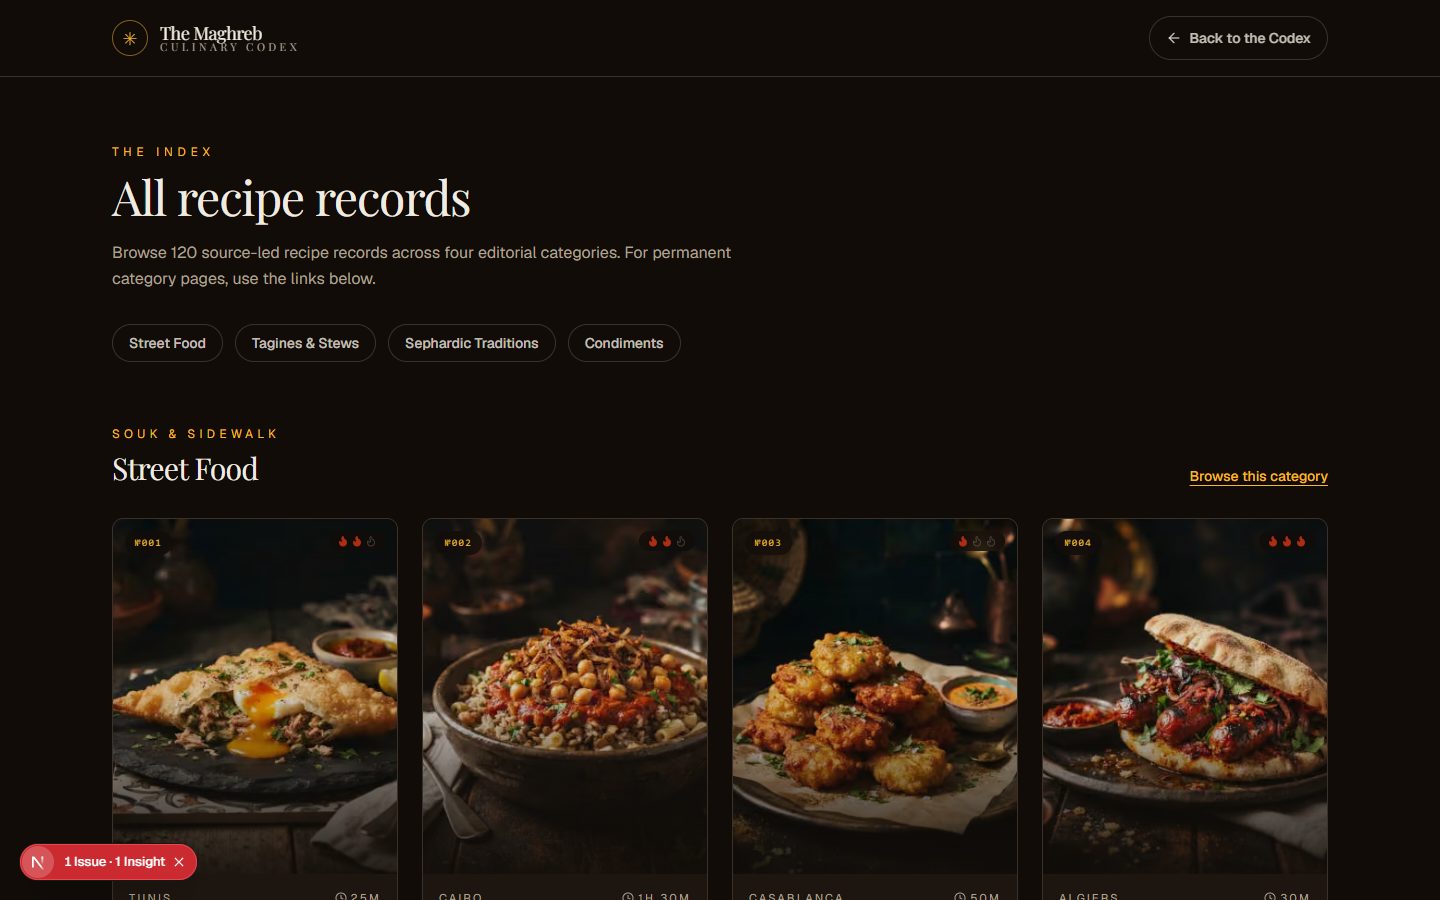 The Maghreb
CULINARY CODEX
← Back to the Codex
THE INDEX
All recipe records
Browse 120 source-led recipe records across four editorial categories. For permanent
category pages, use the links below.
Street Food
Tagines & Stews
Sephardic Traditions
Condiments
SOUK & SIDEWALK
Street Food
Browse this category
№001
№002
№003
№004
N 1 Issue · 1 Insight ×
TUNIS 25M
CAIRO 1H 30M
CASABLANCA 50M
ALGIERS 30M